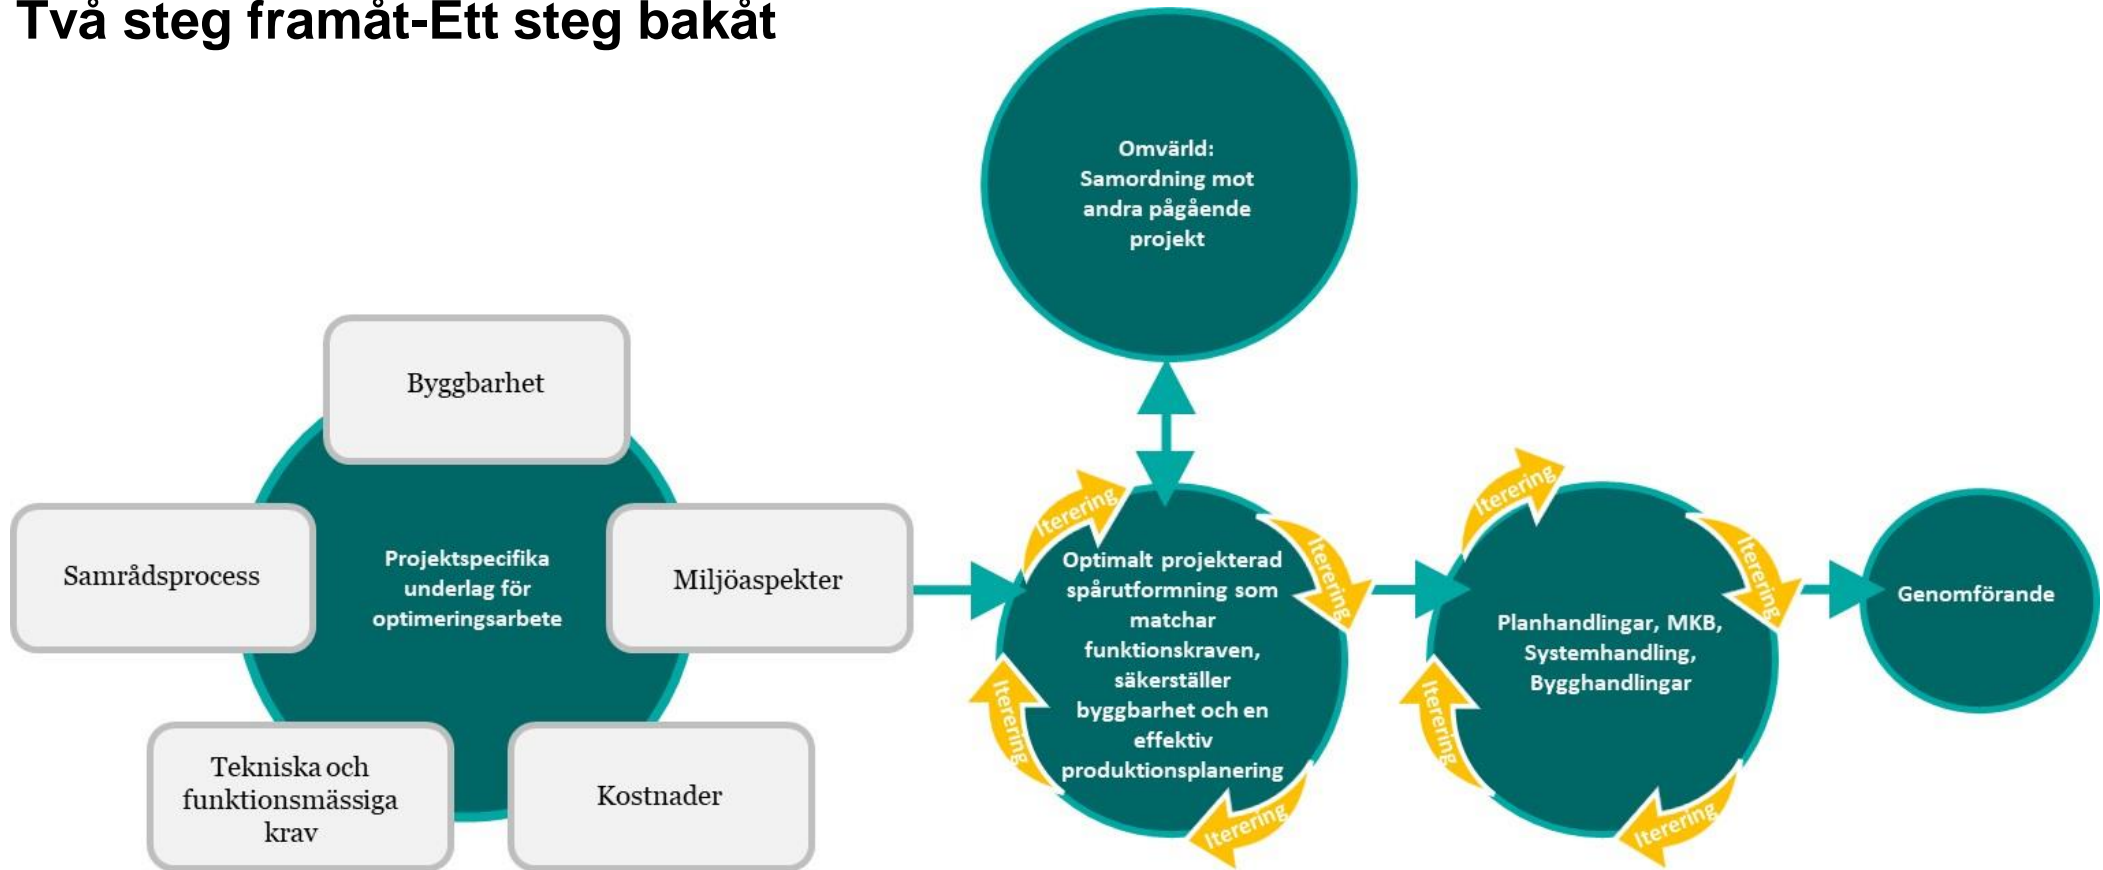 Två steg framåt-Ett steg bakåt
Omvärld:
Samordning mot
andra pågående
projekt
Byggbarhet
Samrådsprocess
Projektspecifika
underlag för
optimeringsarbete
Miljöaspekter
Tekniska och
funktionsmässiga
krav
Kostnader
Iterering
Iterering
Optimalt projekterad
spårutformning som
matchar
funktionskraven,
säkerställer
byggbarhet och en
effektiv
produktionsplanering
Iterering
Iterering
Iterering
Iterering
Planhandlingar, MKB,
Systemhandling,
Bygghandlingar
Iterering
Iterering
Genomförande